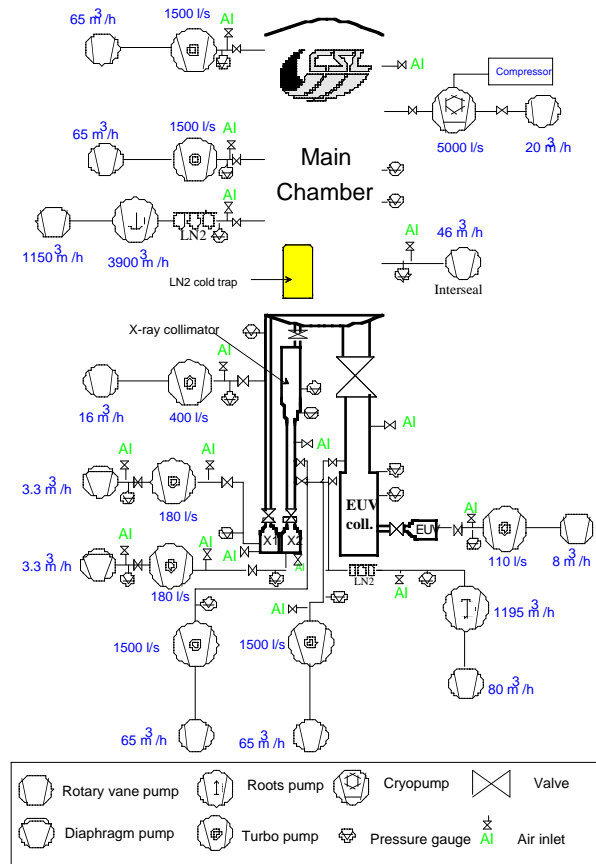 65 m³/h
1500 l/s
AI
CSL
AI
Compressor
65 m³/h
1500 l/s
AI
Main
Chamber
5000 l/s
20 m³/h
AI
LN2
1150 m³/h
3900 m³/h
LN2 cold trap
AI
46 m³/h
Interseal
X-ray collimator
AI
16 m³/h
400 l/s
AI
AI
AI
AI
3.3 m³/h
180 l/s
EUV
coll.
X1
X2
EUV
AI
110 l/s
8 m³/h
AI
AI
AI
AI
3.3 m³/h
180 l/s
LN2
AI
1195 m³/h
AI
1500 l/s
1500 l/s
80 m³/h
65 m³/h
65 m³/h
Rotary vane pump
Roots pump
Cryopump
Valve
Diaphragm pump
Turbo pump
Pressure gauge
AI
Air inlet